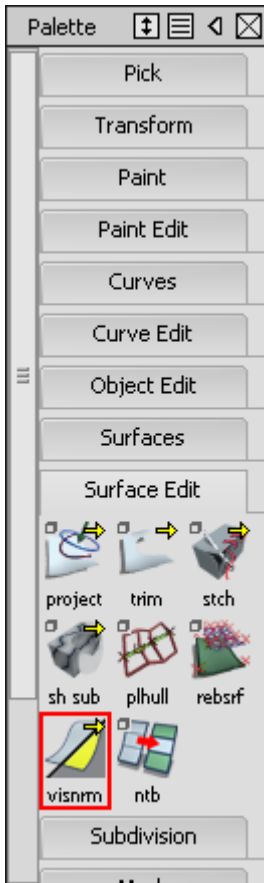 Palette
Pick
Transform
Paint
Paint Edit
Curves
Curve Edit
Object Edit
Surfaces
Surface Edit
project trim stch
sh sub plhull rebsrf
visnrm ntb
Subdivision